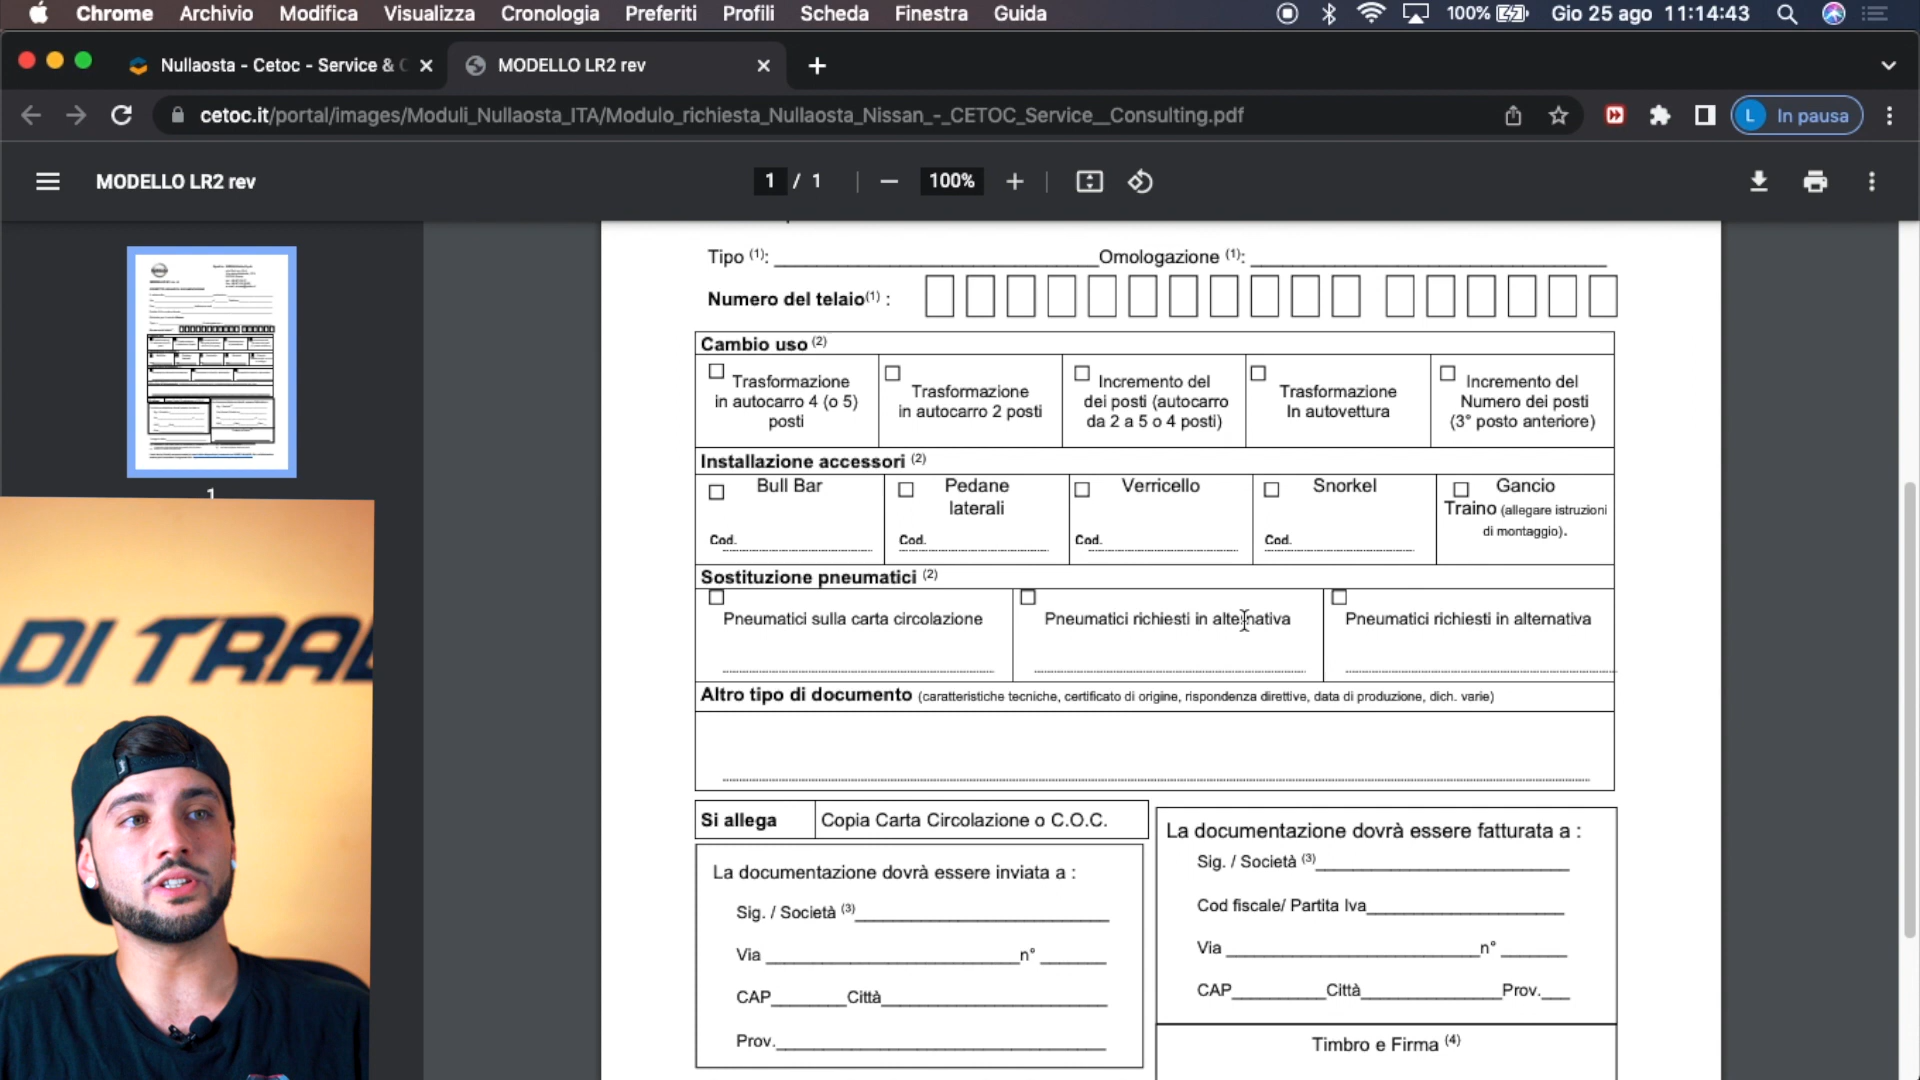 Chrome Archivio Modifica Visualizza Cronologia Preferiti Profili Scheda Finestra Guida 100% Gio 25 ago 11:14:43
Nullaosta - Cetoc - Service & C MODELLO LR2 rev
cetoc.it/portal/images/Moduli_Nullaosta_ITA/Modulo_richiesta_Nullaosta_Nissan_-_CETOC_Service__Consulting.pdf L In pausa
MODELLO LR2 rev 1 / 1 100%
1
DI TRA
Tipo (1): Omologazione (1):
Numero del telaio(1) :
Cambio uso (2)
Trasformazione in autocarro 4 (o 5) posti
Trasformazione in autocarro 2 posti
Incremento del dei posti (autocarro da 2 a 5 o 4 posti)
Trasformazione In autovettura
Incremento del Numero dei posti (3° posto anteriore)
Installazione accessori (2)
Bull Bar
Cod.
Pedane laterali
Cod.
Verricello
Cod.
Snorkel
Cod.
Gancio Traino (allegare istruzioni di montaggio).
Sostituzione pneumatici (2)
Pneumatici sulla carta circolazione
Pneumatici richiesti in alternativa
Pneumatici richiesti in alternativa
Altro tipo di documento (caratteristiche tecniche, certificato di origine, rispondenza direttive, data di produzione, dich. varie)
Si allega Copia Carta Circolazione o C.O.C.
La documentazione dovrà essere inviata a :
Sig. / Società (3)
Via n°
CAP Città
Prov.
La documentazione dovrà essere fatturata a :
Sig. / Società (3)
Cod fiscale/ Partita Iva
Via n°
CAP Città Prov.
Timbro e Firma (4)